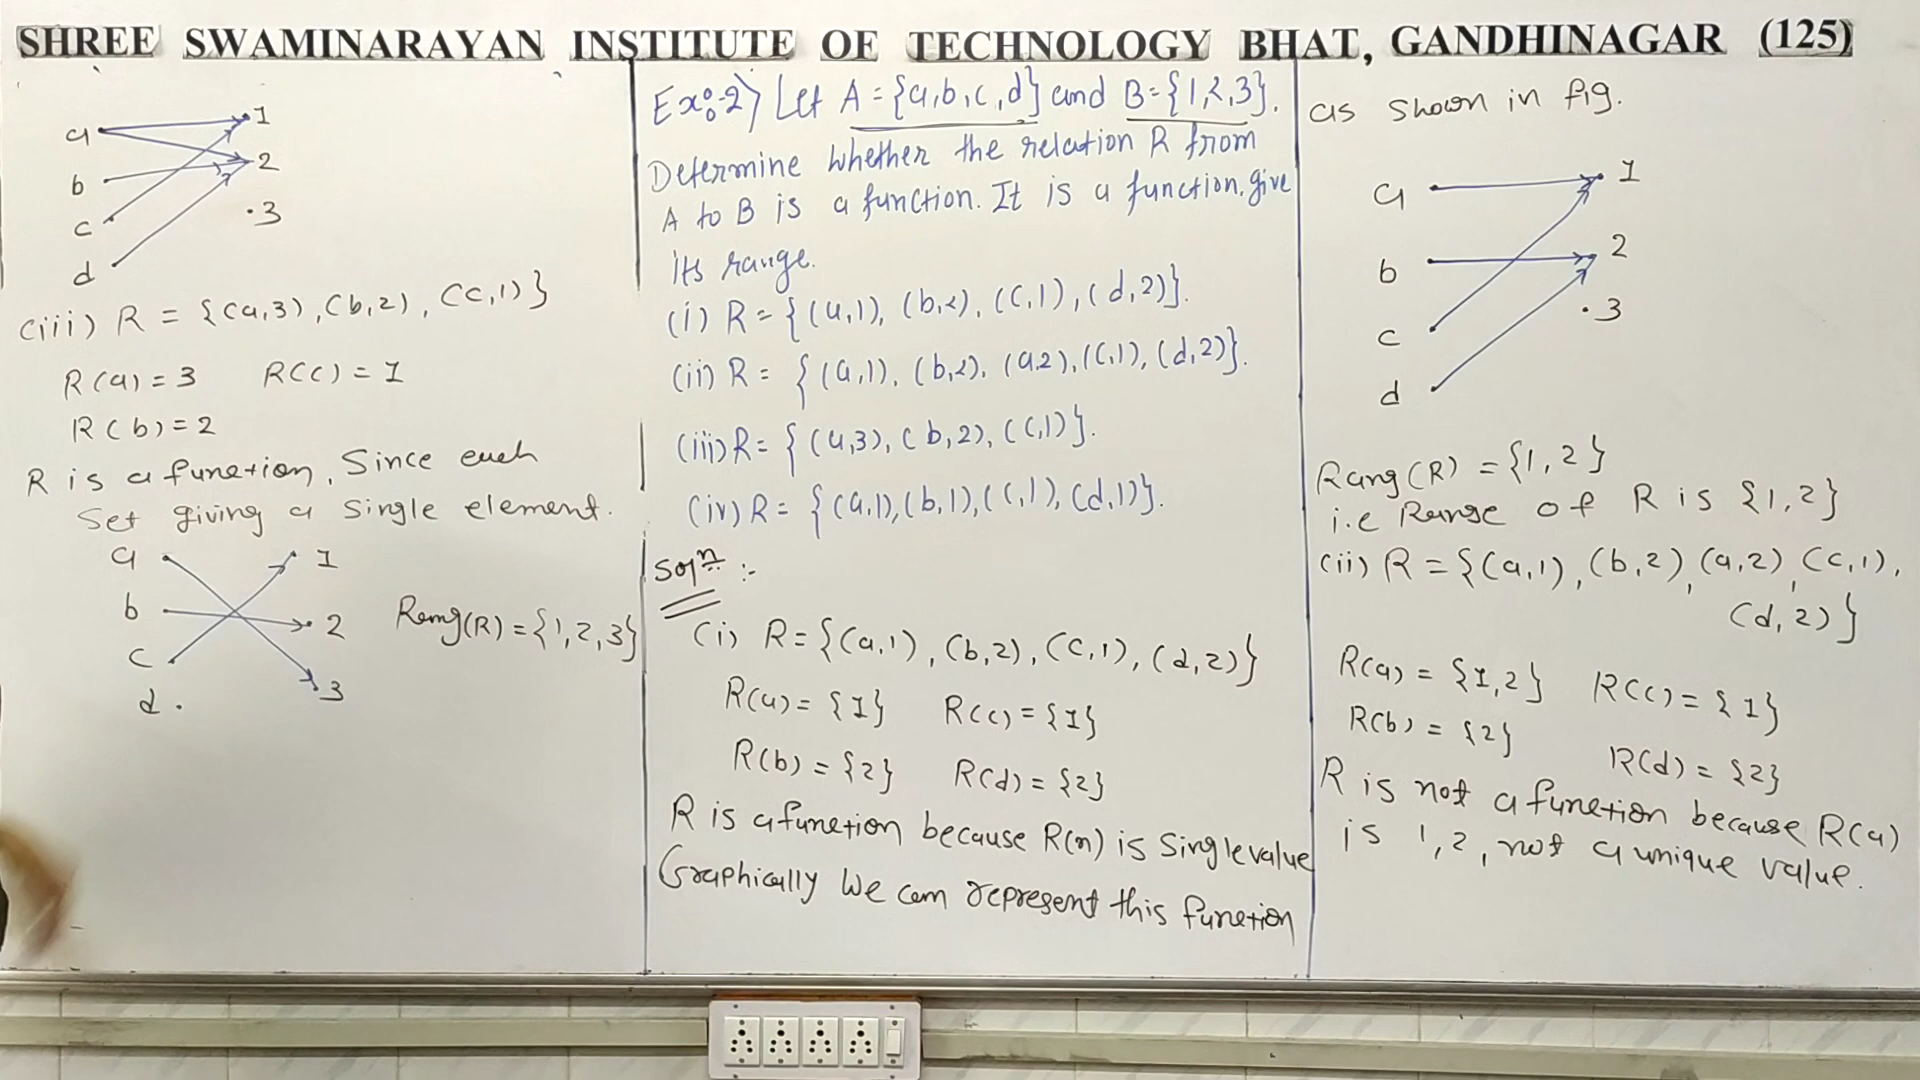 SHREE SWAMINARAYAN INSTITUTE OF TECHNOLOGY BHAT, GANDHINAGAR (125)
Ex:-2) Let A = {a,b,c,d} and B = {1,2,3}.
Determine whether the relation R from
A to B is a function. It is a function. give
its range.
(i) R = {(a,1), (b,2), (c,1), (d,2)}.
(ii) R = {(a,1), (b,2), (a,2), (c,1), (d,2)}.
(iii) R = {(a,3), (b,2), (c,1)}.
(iv) R = {(a,1), (b,1), (c,1), (d,1)}.
Solⁿ :-
(i) R = {(a,1), (b,2), (c,1), (d,2)}
R(a) = {1} R(c) = {1}
R(b) = {2} R(d) = {2}
R is a function because R(n) is Single value
Graphically We can represent this function
as shown in fig.
a 1
b 2
c 3
d
Rang(R) = {1,2}
i.e Range of R is {1,2}
(ii) R = {(a,1), (b,2), (a,2), (c,1),
(d,2)}
R(a) = {1,2} R(c) = {1}
R(b) = {2} R(d) = {2}
R is not a function because R(a)
is 1,2, not a unique value.
a 1
b 2
c 3
d
(iii) R = {(a,3), (b,2), (c,1)}
R(a) = 3 R(c) = 1
R(b) = 2
R is a function, Since each
Set giving a single element.
a 1
b 2
c 3
d
Rang(R) = {1,2,3}